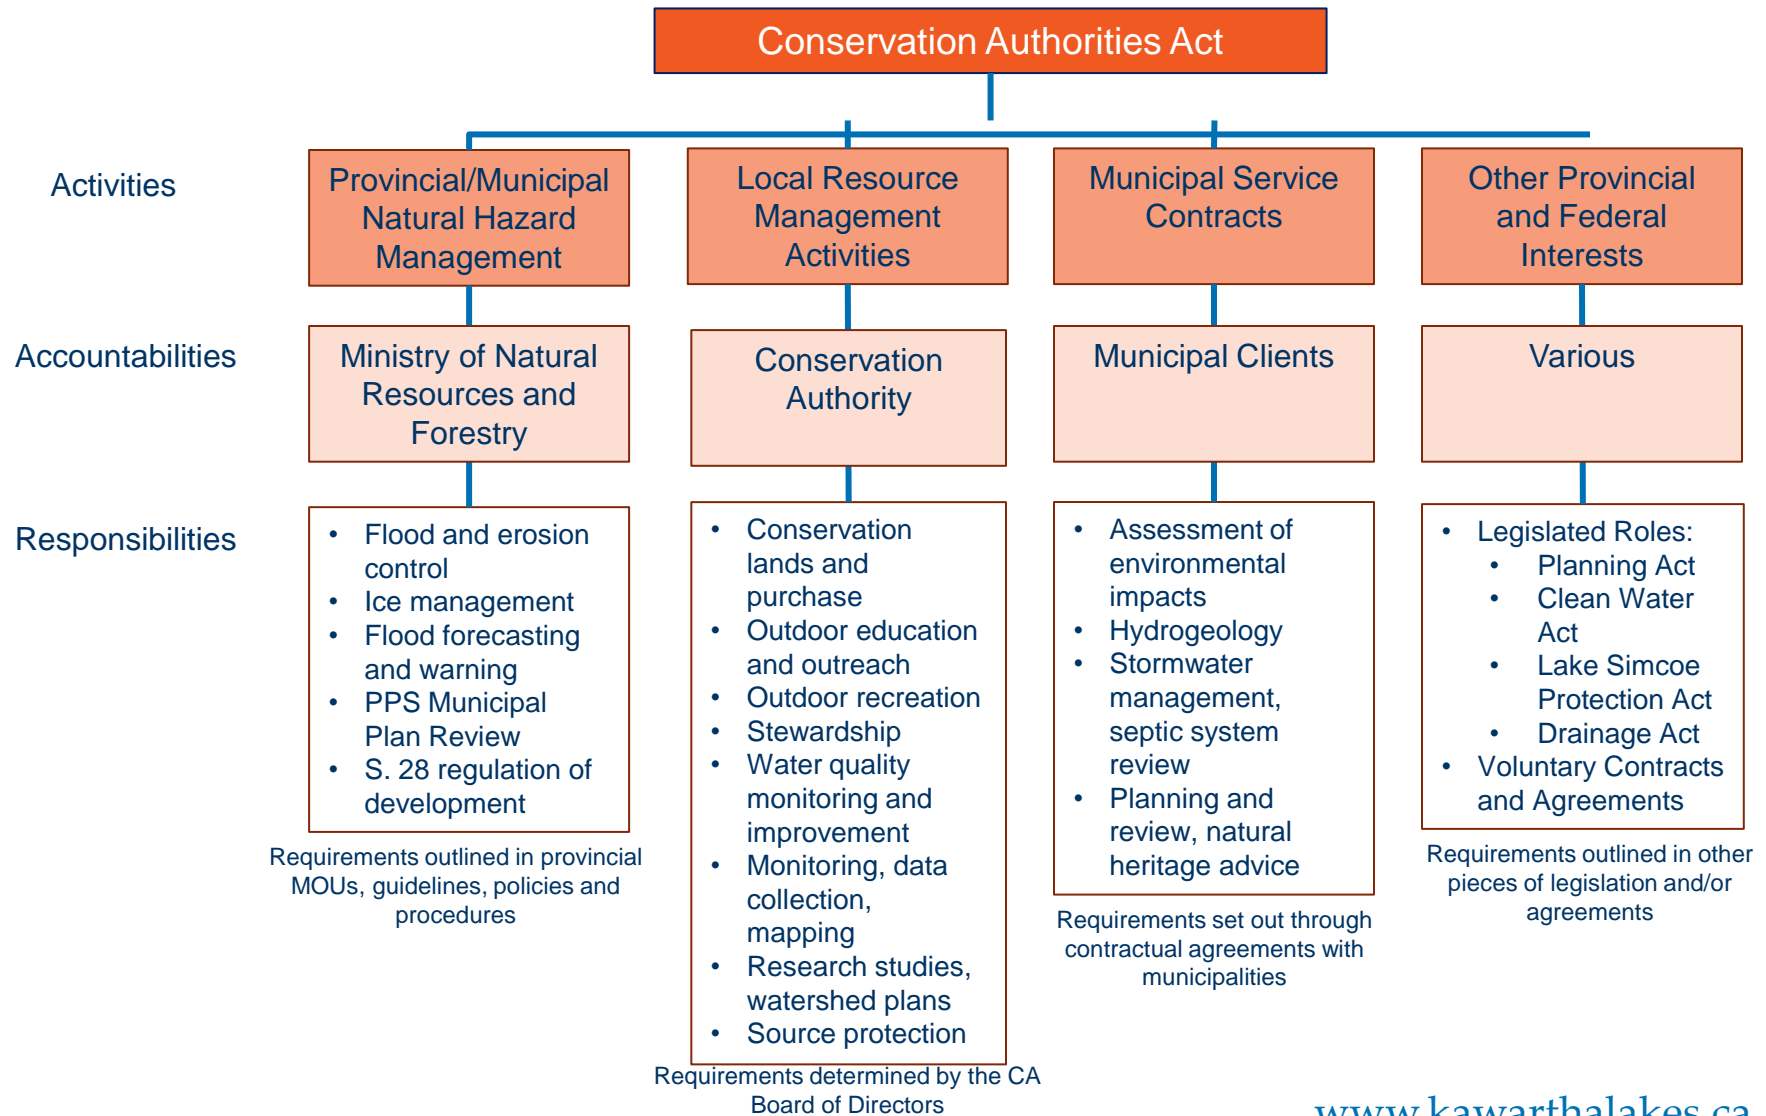 Conservation Authorities Act
Activities
Provincial/Municipal
Natural Hazard
Management
Local Resource
Management
Activities
Municipal Service
Contracts
Other Provincial
and Federal
Interests
Accountabilities
Ministry of Natural
Resources and
Forestry
Conservation
Authority
Municipal Clients
Various
Responsibilities
• Flood and erosion
control
• Ice management
• Flood forecasting
and warning
• PPS Municipal
Plan Review
• S. 28 regulation of
development
Requirements outlined in provincial
MOUs, guidelines, policies and
procedures
• Conservation
lands and
purchase
• Outdoor education
and outreach
• Outdoor recreation
• Stewardship
• Water quality
monitoring and
improvement
• Monitoring, data
collection,
mapping
• Research studies,
watershed plans
• Source protection
Requirements determined by the CA
Board of Directors
• Assessment of
environmental
impacts
• Hydrogeology
• Stormwater
management,
septic system
review
• Planning and
review, natural
heritage advice
Requirements set out through
contractual agreements with
municipalities
• Legislated Roles:
• Planning Act
• Clean Water
Act
• Lake Simcoe
Protection Act
• Drainage Act
• Voluntary Contracts
and Agreements
Requirements outlined in other
pieces of legislation and/or
agreements
www.kawarthalakes.ca